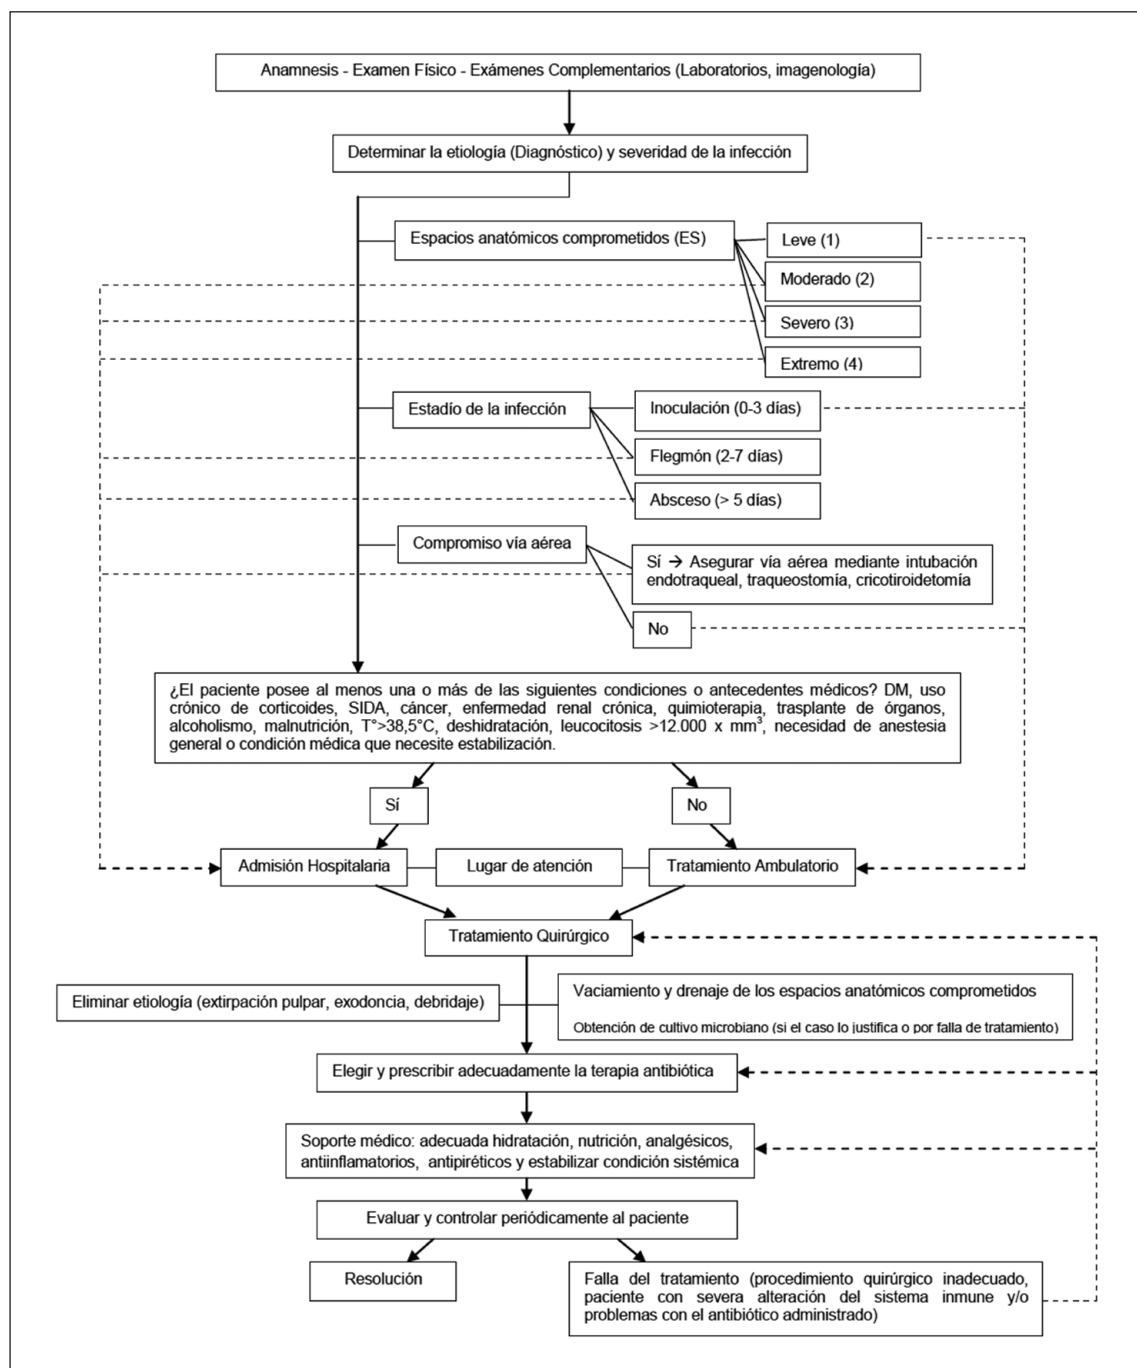 Anamnesis - Examen Físico - Exámenes Complementarios (Laboratorios, imagenología)
Determinar la etiología (Diagnóstico) y severidad de la infección
Espacios anatómicos comprometidos (ES)
Leve (1)
Moderado (2)
Severo (3)
Extremo (4)
Estadío de la infección
Inoculación (0-3 días)
Flegmón (2-7 días)
Absceso (> 5 días)
Compromiso vía aérea
Sí → Asegurar vía aérea mediante intubación
endotraqueal, traqueostomía, cricotiroidetomía
No
¿El paciente posee al menos una o más de las siguientes condiciones o antecedentes médicos? DM, uso
crónico de corticoides, SIDA, cáncer, enfermedad renal crónica, quimioterapia, trasplante de órganos,
alcoholismo, malnutrición, T°>38,5°C, deshidratación, leucocitosis >12.000 x mm³, necesidad de anestesia
general o condición médica que necesite estabilización.
Sí
No
Admisión Hospitalaria
Lugar de atención
Tratamiento Ambulatorio
Tratamiento Quirúrgico
Eliminar etiología (extirpación pulpar, exodoncia, debridaje)
Vaciamiento y drenaje de los espacios anatómicos comprometidos
Obtención de cultivo microbiano (si el caso lo justifica o por falla de tratamiento)
Elegir y prescribir adecuadamente la terapia antibiótica
Soporte médico: adecuada hidratación, nutrición, analgésicos,
antiinflamatorios, antipiréticos y estabilizar condición sistémica
Evaluar y controlar periódicamente al paciente
Resolución
Falla del tratamiento (procedimiento quirúrgico inadecuado,
paciente con severa alteración del sistema inmune y/o
problemas con el antibiótico administrado)